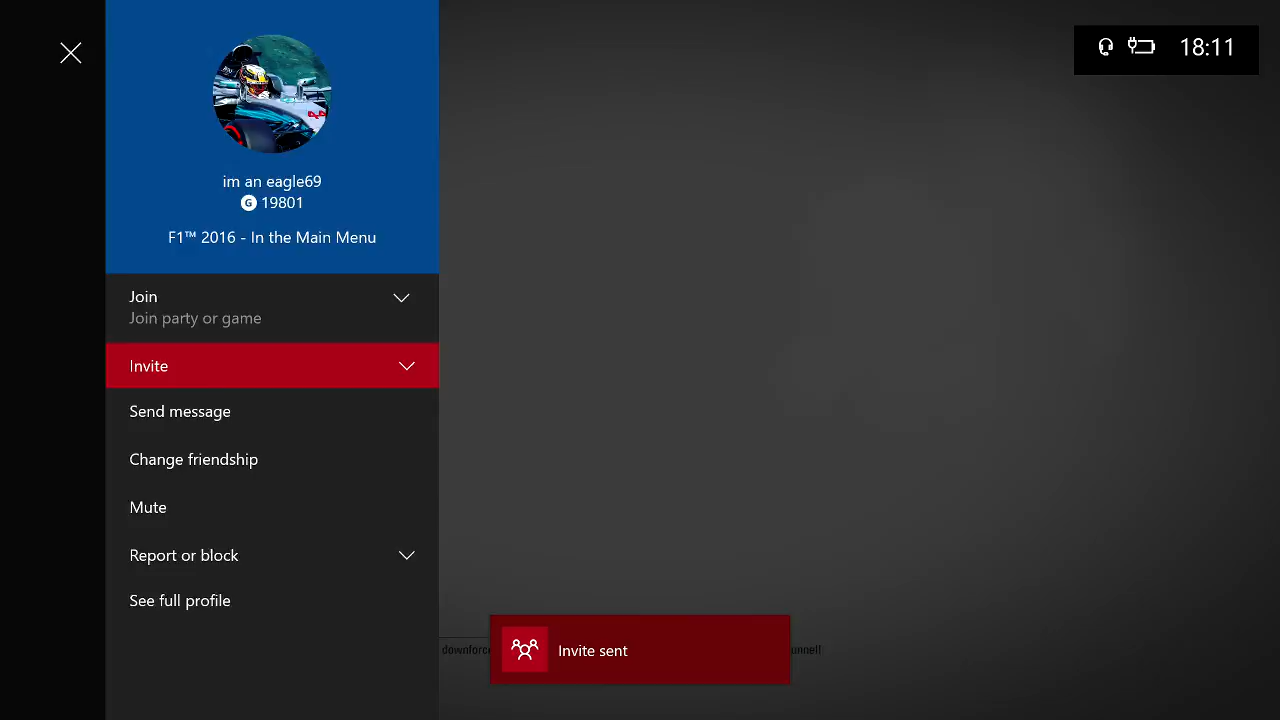 18:11
im an eagle69
G 19801
F1™ 2016 - In the Main Menu
Join
Join party or game
Invite
Send message
Change friendship
Mute
Report or block
See full profile
Invite sent